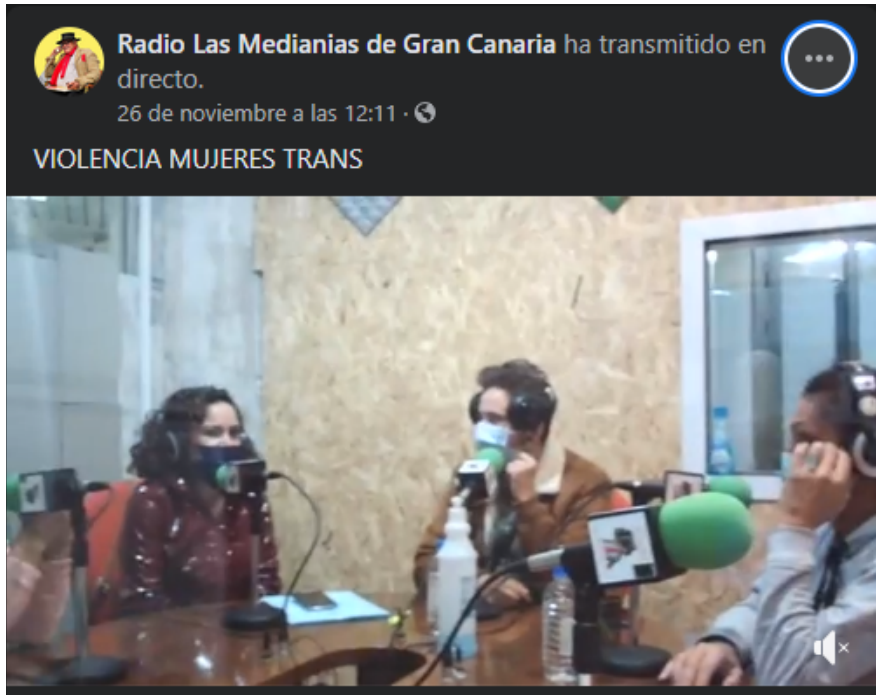 Radio Las Medianias de Gran Canaria ha transmitido en
directo.
26 de noviembre a las 12:11 ·
VIOLENCIA MUJERES TRANS